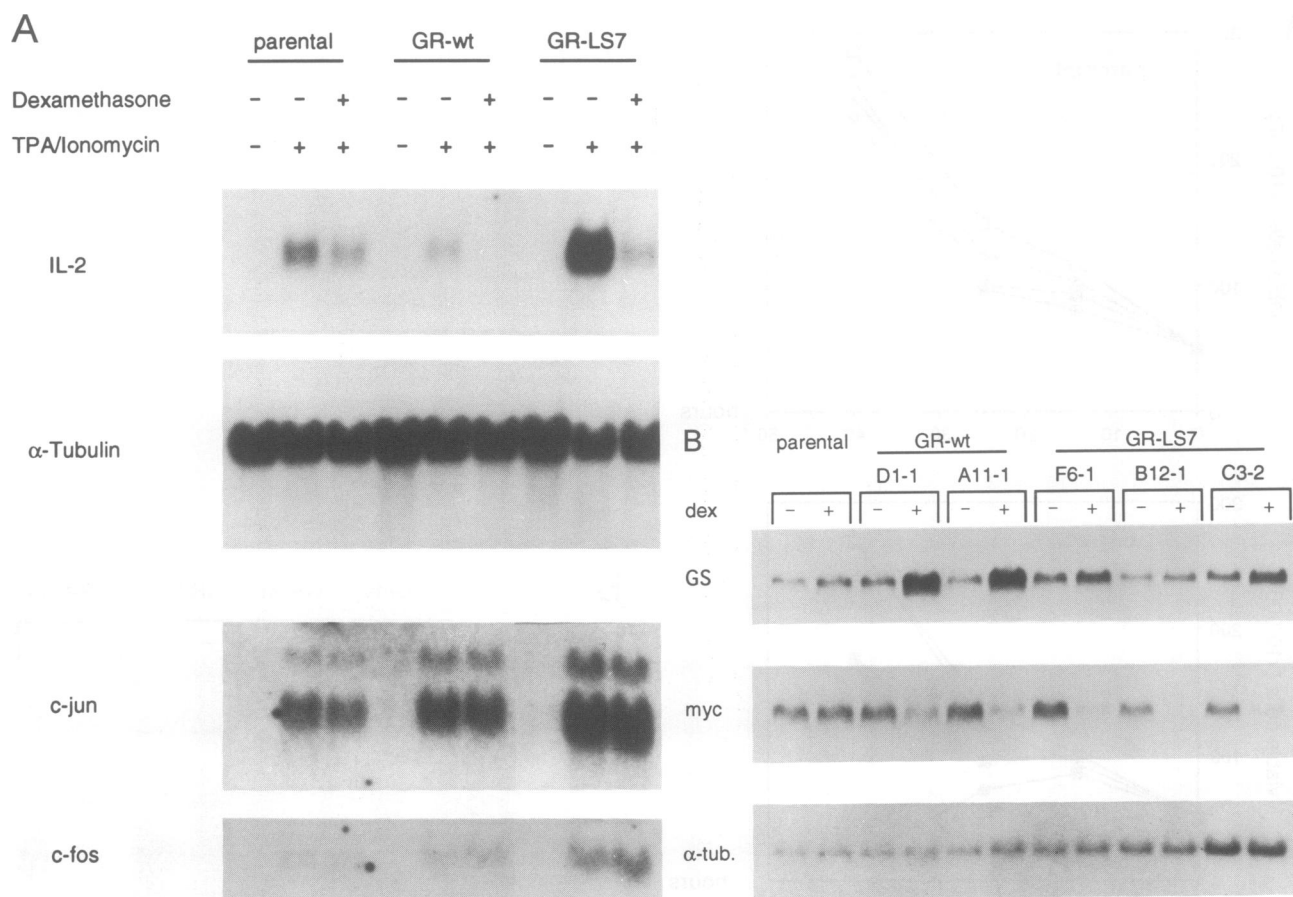 A
parental GR-wt GR-LS7
Dexamethasone - - + - - + - - +
TPA/Ionomycin - + + - + + - + +
IL-2
α-Tubulin
c-jun
c-fos
B
parental GR-wt GR-LS7
D1-1 A11-1 F6-1 B12-1 C3-2
dex - + - + - + - + - + - +
GS
myc
α-tub.